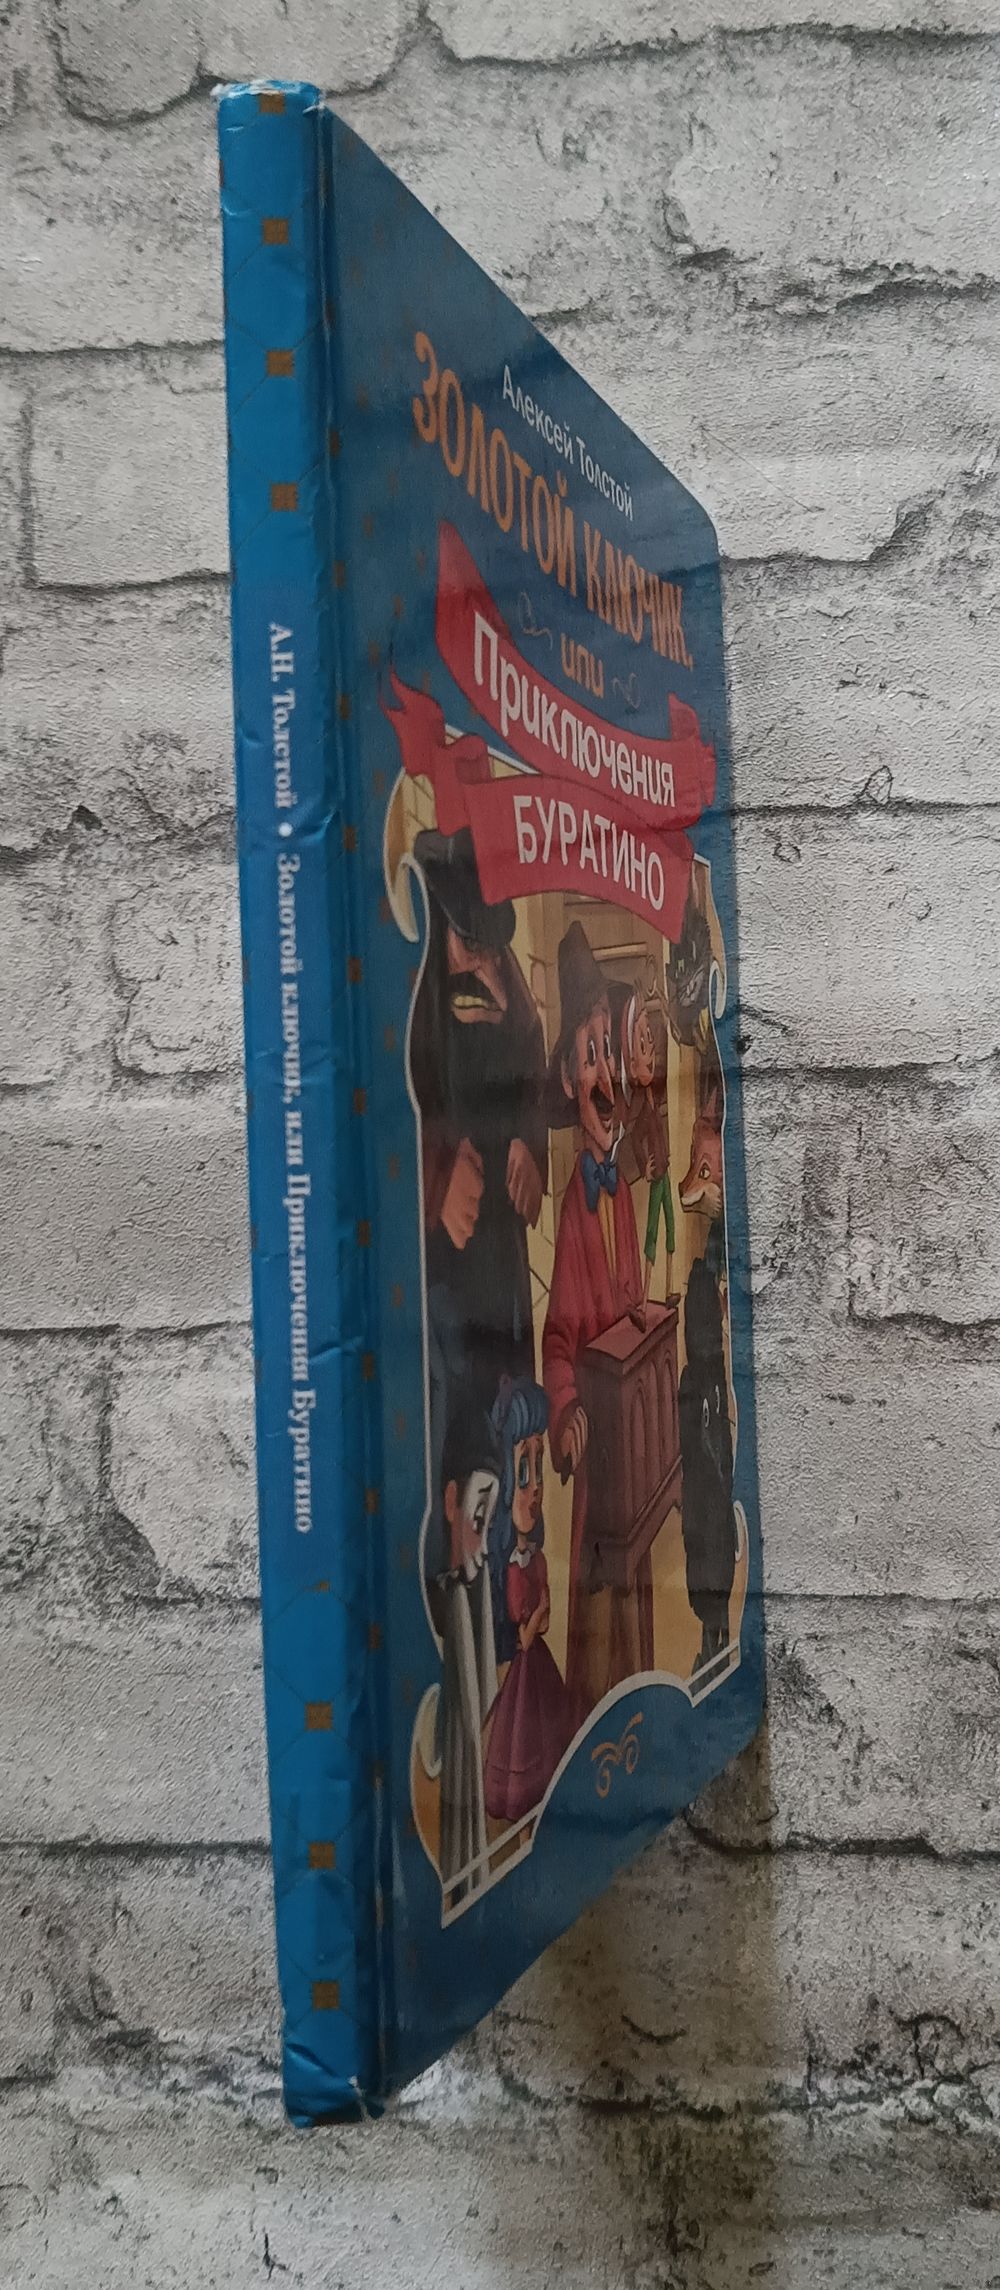 А.Н. Толстой • Золотой ключик, или Приключения Буратино
Алексей Толстой
ЗОЛОТОЙ КЛЮЧИК,
или
Приключения
БУРАТИНО